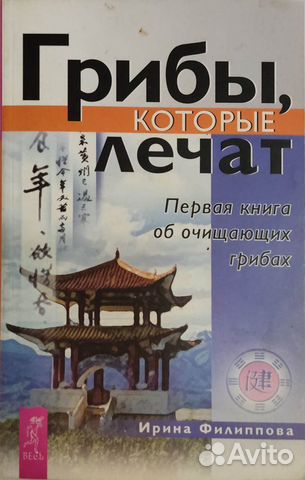 Грибы,
КОТОРЫЕ
лечат
Первая книга
об очищающих
грибах
健
Ирина Филиппова
ВЕСЬ
Avito